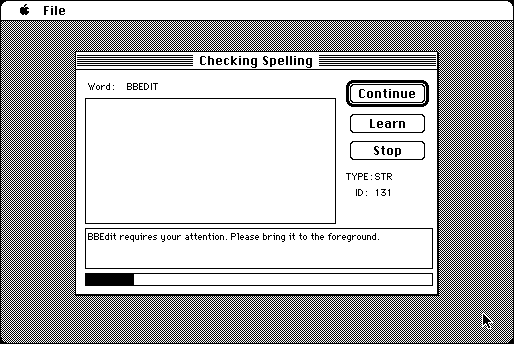 File
Checking Spelling
Word: BBEDIT
Continue
Learn
Stop
TYPE:STR
ID: 131
BBEdit requires your attention. Please bring it to the foreground.